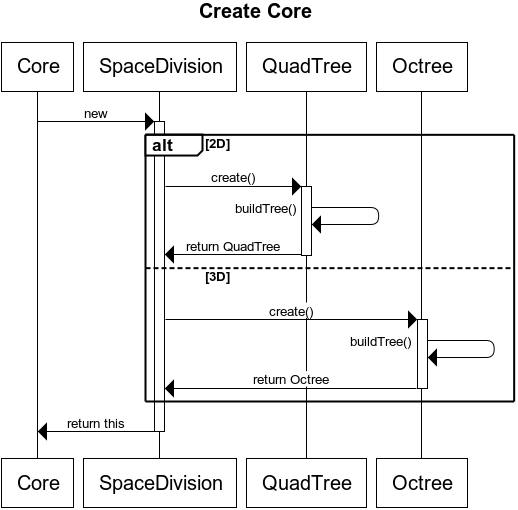 Create Core
Core SpaceDivision QuadTree Octree
new
alt [2D]
create()
buildTree()
return QuadTree
[3D]
create()
buildTree()
return Octree
return this
Core SpaceDivision QuadTree Octree